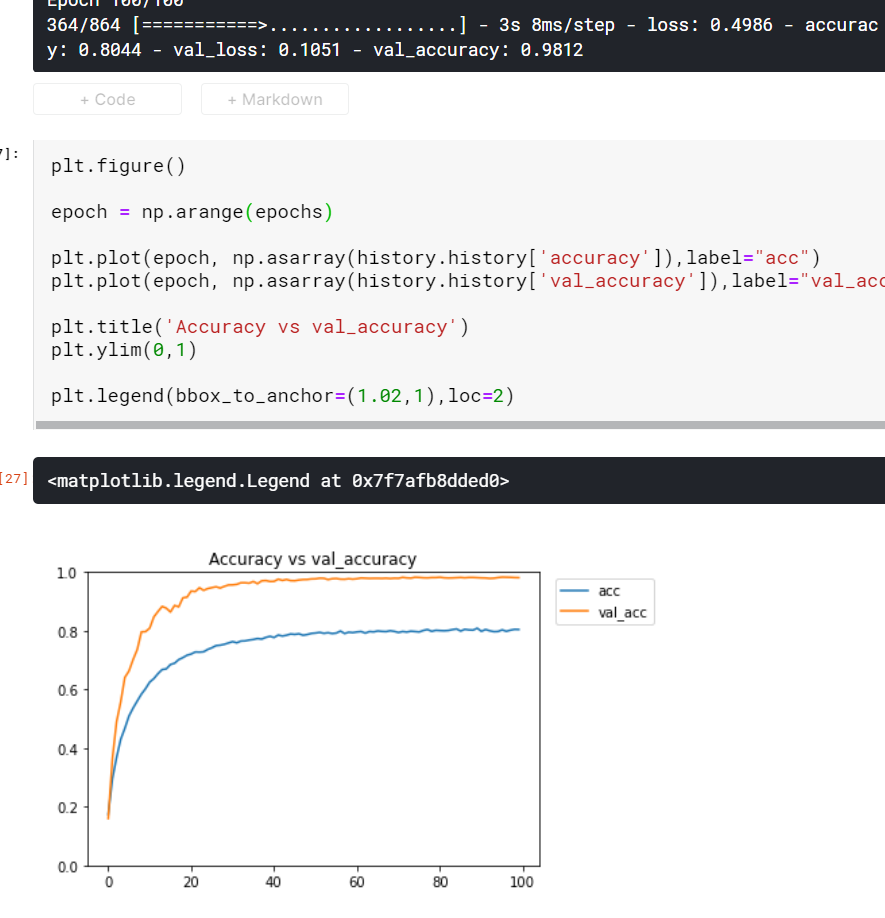 Epoch 100/100
364/864 [===========>..................] - 3s 8ms/step - loss: 0.4986 - accurac
y: 0.8044 - val_loss: 0.1051 - val_accuracy: 0.9812
+ Code
+ Markdown
7]:
plt.figure()
epoch = np.arange(epochs)
plt.plot(epoch, np.asarray(history.history['accuracy']),label="acc")
plt.plot(epoch, np.asarray(history.history['val_accuracy']),label="val_acc
plt.title('Accuracy vs val_accuracy')
plt.ylim(0,1)
plt.legend(bbox_to_anchor=(1.02,1),loc=2)
[27]
<matplotlib.legend.Legend at 0x7f7afb8dded0>
Accuracy vs val_accuracy
1.0
0.8
0.6
0.4
0.2
0.0
0
20
40
60
80
100
acc
val_acc